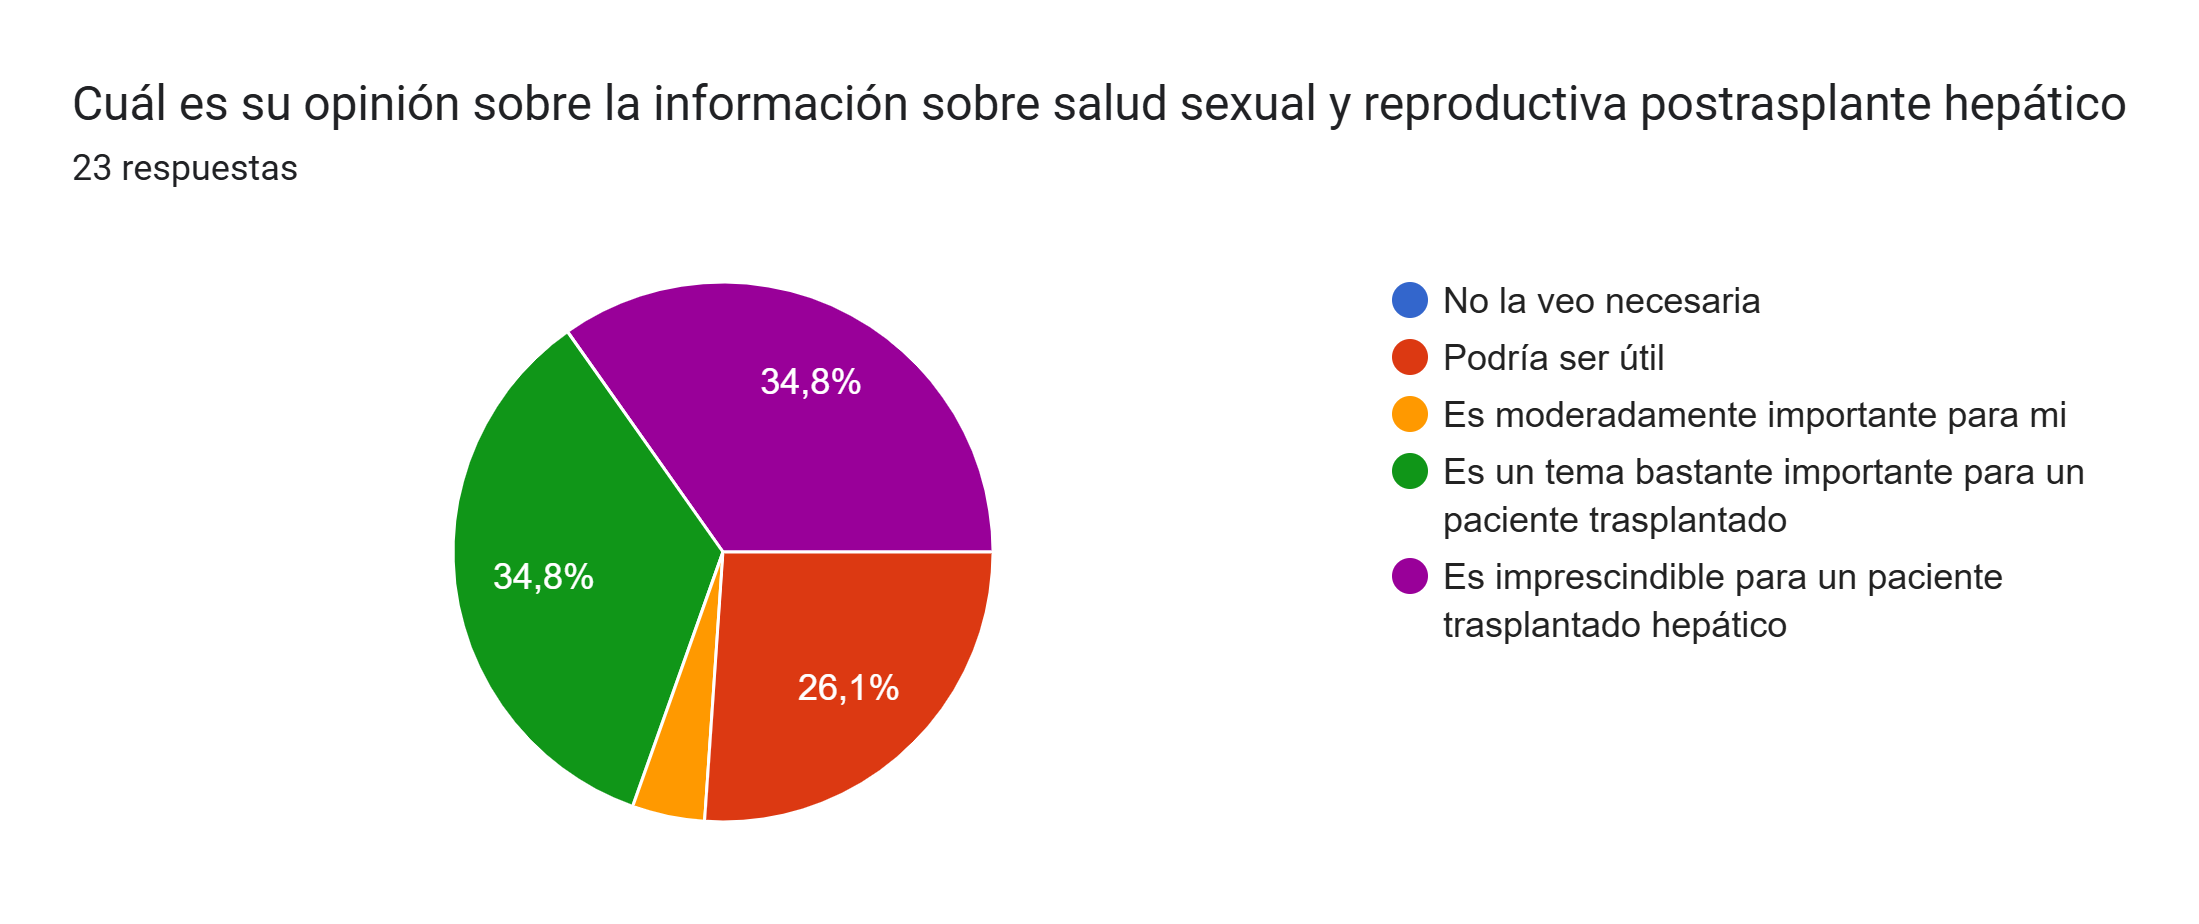 Cuál es su opinión sobre la información sobre salud sexual y reproductiva postrasplante hepático
23 respuestas
34,8%
34,8%
26,1%
No la veo necesaria
Podría ser útil
Es moderadamente importante para mi
Es un tema bastante importante para un
paciente trasplantado
Es imprescindible para un paciente
trasplantado hepático